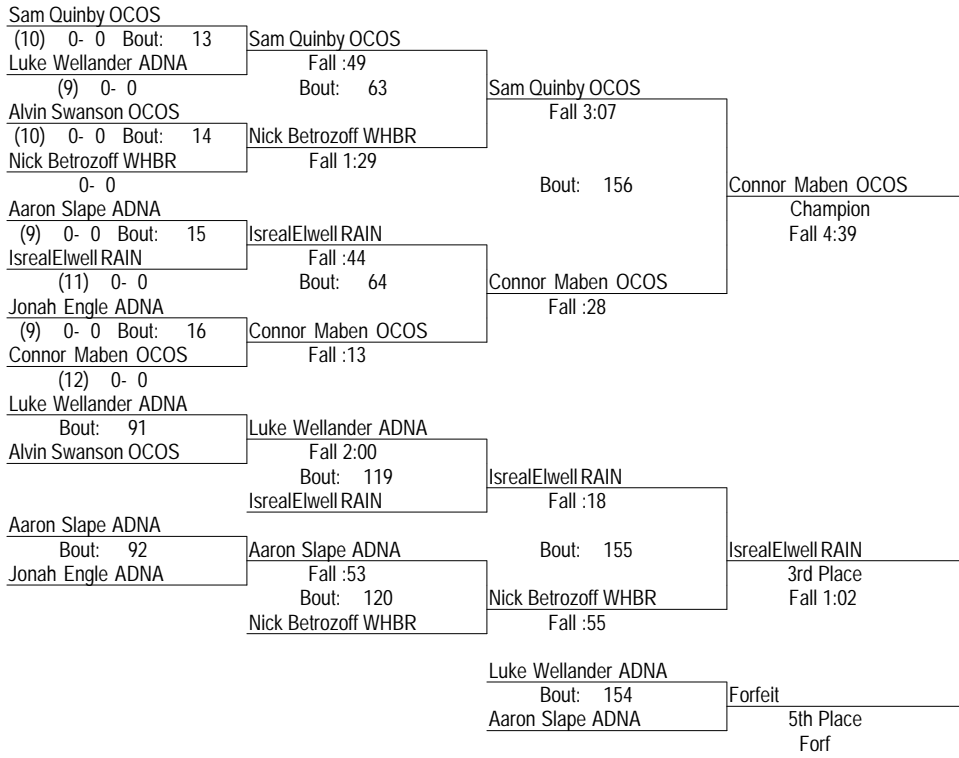 Sam Quinby OCOS
(10) 0- 0 Bout: 13 Sam Quinby OCOS
Luke Wellander ADNA Fall :49
(9) 0- 0 Bout: 63 Sam Quinby OCOS
Alvin Swanson OCOS Fall 3:07
(10) 0- 0 Bout: 14 Nick Betrozoff WHBR
Nick Betrozoff WHBR Fall 1:29
0- 0 Bout: 156 Connor Maben OCOS
Aaron Slape ADNA Champion
(9) 0- 0 Bout: 15 IsrealElwell RAIN Fall 4:39
IsrealElwell RAIN Fall :44
(11) 0- 0 Bout: 64 Connor Maben OCOS
Jonah Engle ADNA Fall :28
(9) 0- 0 Bout: 16 Connor Maben OCOS
Connor Maben OCOS Fall :13
(12) 0- 0
Luke Wellander ADNA
Bout: 91 Luke Wellander ADNA
Alvin Swanson OCOS Fall 2:00
Bout: 119 IsrealElwell RAIN
IsrealElwell RAIN Fall :18
Aaron Slape ADNA
Bout: 92 Aaron Slape ADNA Bout: 155 IsrealElwell RAIN
Jonah Engle ADNA Fall :53 3rd Place
Bout: 120 Nick Betrozoff WHBR Fall 1:02
Nick Betrozoff WHBR Fall :55
Luke Wellander ADNA
Bout: 154 Forfeit
Aaron Slape ADNA 5th Place
Forf